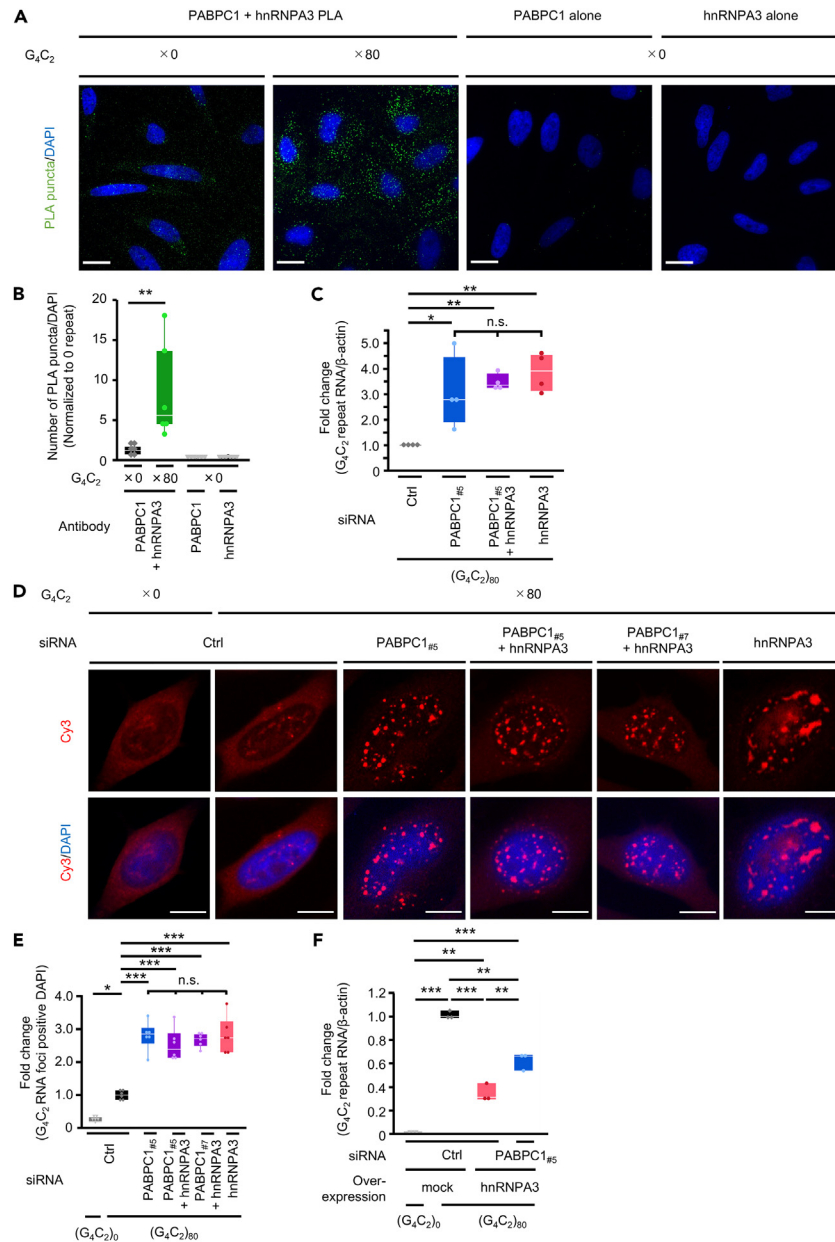 A
PABPC1 + hnRNPA3 PLA
PABPC1 alone
hnRNPA3 alone
G4C2
×0
×80
×0
PLA puncta/DAPI
B
**
Number of PLA puncta/DAPI
(Normalized to 0 repeat)
20
15
10
5
0
G4C2
×0
×80
×0
Antibody
PABPC1
+ hnRNPA3
PABPC1
hnRNPA3
C
**
**
*
n.s.
Fold change
(G4C2 repeat RNA/β-actin)
5.0
4.0
3.0
2.0
1.0
0
siRNA
Ctrl
PABPC1#5
PABPC1#5
+ hnRNPA3
hnRNPA3
(G4C2)80
D
G4C2
×0
×80
siRNA
Ctrl
PABPC1#5
PABPC1#5
+ hnRNPA3
PABPC1#7
+ hnRNPA3
hnRNPA3
Cy3
Cy3/DAPI
E
***
***
***
***
*
n.s.
Fold change
(G4C2 RNA foci positive DAPI)
4.0
3.0
2.0
1.0
0
siRNA
Ctrl
PABPC1#5
PABPC1#5
+ hnRNPA3
PABPC1#7
+ hnRNPA3
hnRNPA3
(G4C2)0
(G4C2)80
F
***
**
**
***
***
**
Fold change
(G4C2 repeat RNA/β-actin)
1.2
1.0
0.8
0.6
0.4
0.2
0
siRNA
Ctrl
PABPC1#5
Over-
expression
mock
hnRNPA3
(G4C2)0
(G4C2)80